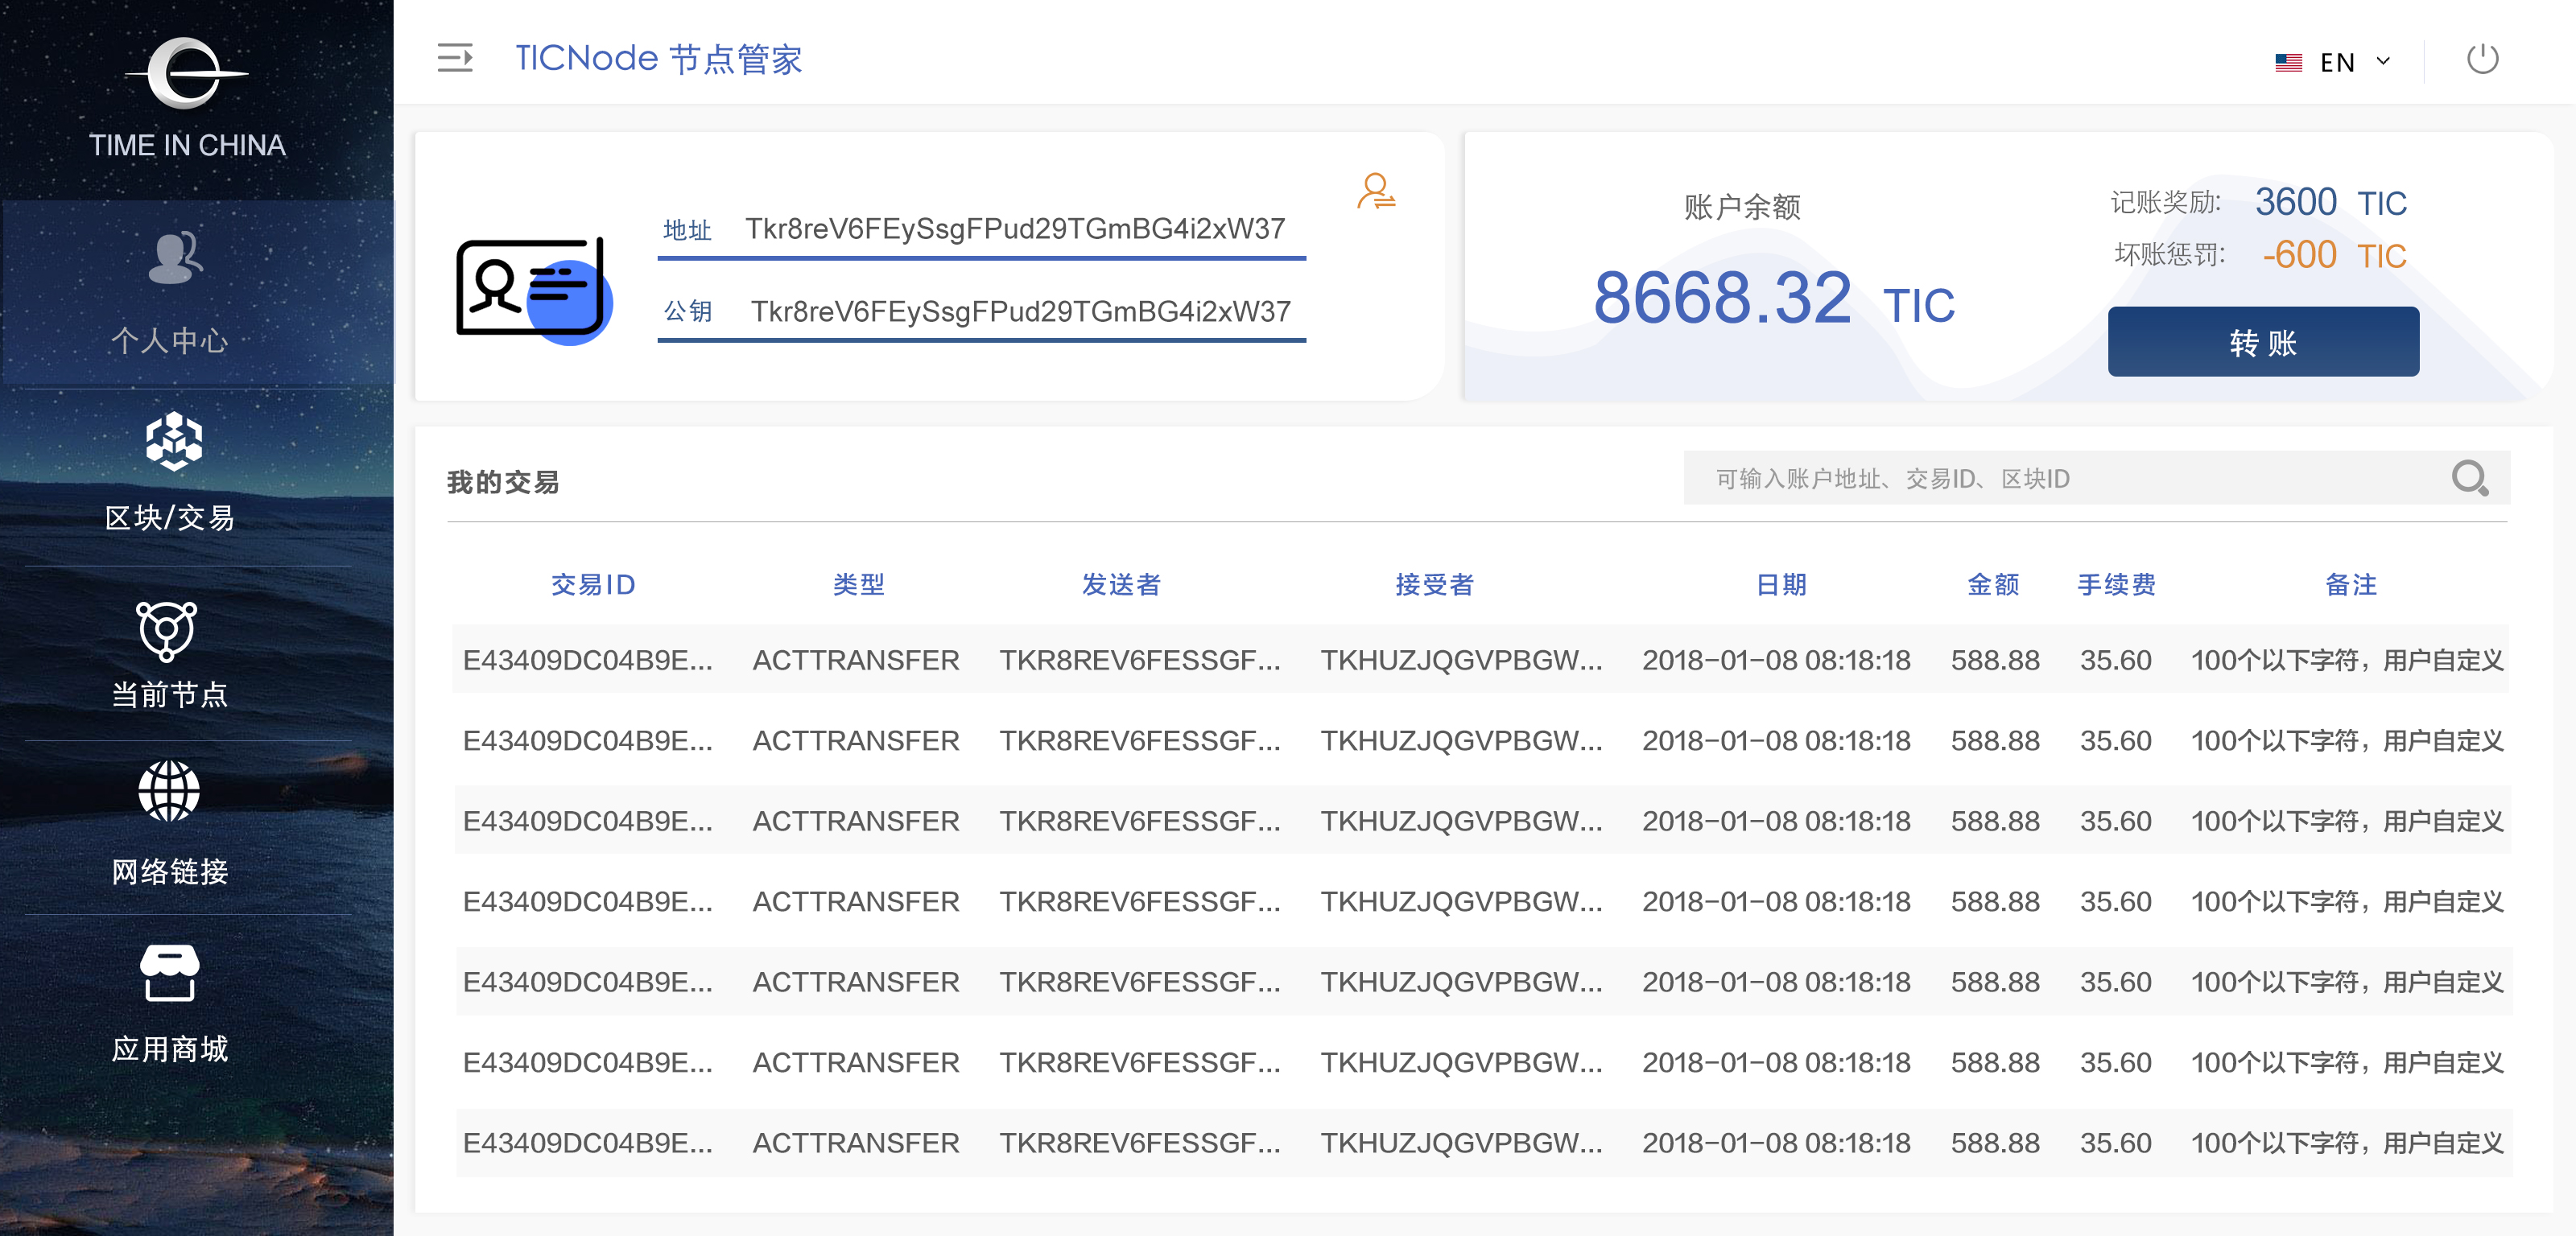 TIME IN CHINA
个人中心
区块/交易
当前节点
网络链接
应用商城
TICNode 节点管家
EN
地址 Tkr8reV6FEySsgFPud29TGmBG4i2xW37
公钥 Tkr8reV6FEySsgFPud29TGmBG4i2xW37
账户余额
8668.32 TIC
记账奖励: 3600 TIC
坏账惩罚: -600 TIC
转账
我的交易
可输入账户地址、交易ID、区块ID
交易ID 类型 发送者 接受者 日期 金额 手续费 备注
E43409DC04B9E... ACTTRANSFER TKR8REV6FESSGF... TKHUZJQGVPBGW... 2018-01-08 08:18:18 588.88 35.60 100个以下字符，用户自定义
E43409DC04B9E... ACTTRANSFER TKR8REV6FESSGF... TKHUZJQGVPBGW... 2018-01-08 08:18:18 588.88 35.60 100个以下字符，用户自定义
E43409DC04B9E... ACTTRANSFER TKR8REV6FESSGF... TKHUZJQGVPBGW... 2018-01-08 08:18:18 588.88 35.60 100个以下字符，用户自定义
E43409DC04B9E... ACTTRANSFER TKR8REV6FESSGF... TKHUZJQGVPBGW... 2018-01-08 08:18:18 588.88 35.60 100个以下字符，用户自定义
E43409DC04B9E... ACTTRANSFER TKR8REV6FESSGF... TKHUZJQGVPBGW... 2018-01-08 08:18:18 588.88 35.60 100个以下字符，用户自定义
E43409DC04B9E... ACTTRANSFER TKR8REV6FESSGF... TKHUZJQGVPBGW... 2018-01-08 08:18:18 588.88 35.60 100个以下字符，用户自定义
E43409DC04B9E... ACTTRANSFER TKR8REV6FESSGF... TKHUZJQGVPBGW... 2018-01-08 08:18:18 588.88 35.60 100个以下字符，用户自定义